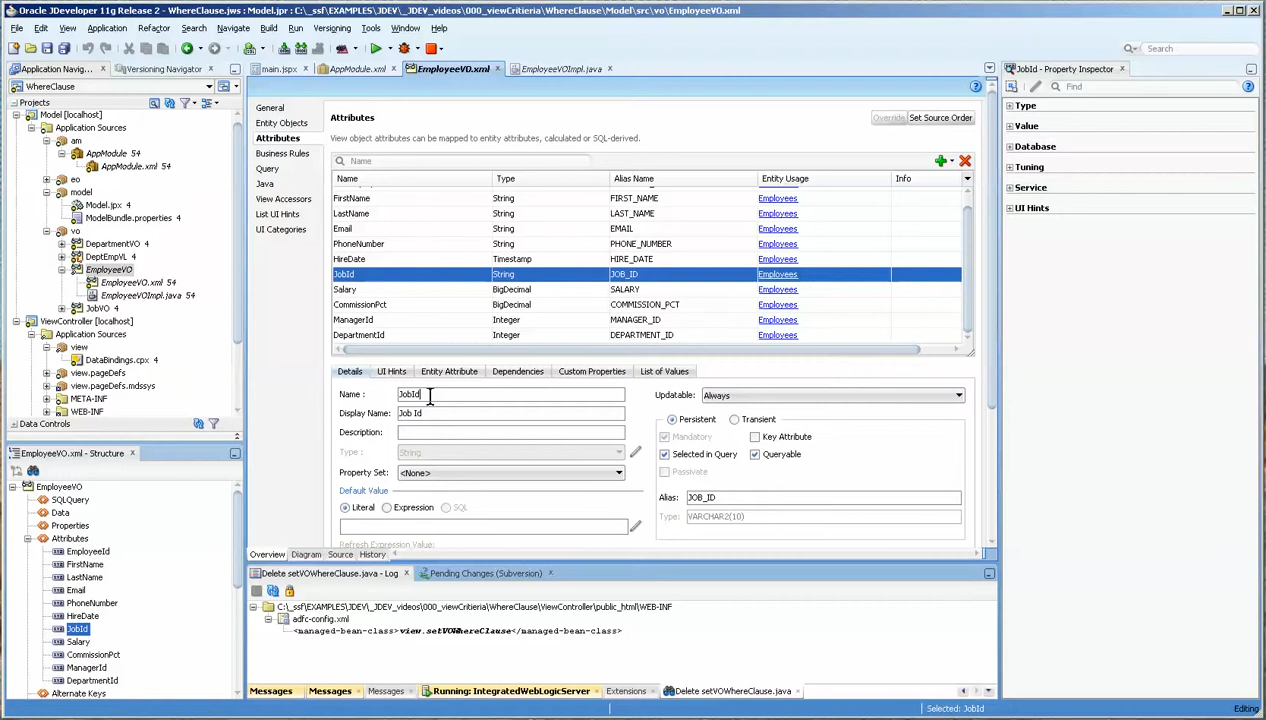 Oracle JDeveloper 11g Release 2 - WhereClause.jws : Model.jpr : C:\_ssf\EXAMPLES\JDEV\_JDEV_videos\000_viewCritieria\WhereClause\Model\src\vo\EmployeeVO.xml
File Edit View Application Refactor Search Navigate Build Run Versioning Tools Window Help
Search
Application Navig... Versioning Navigator main.jspx AppModule.xml EmployeeVO.xml EmployeeVOImpl.java JobId - Property Inspector
WhereClause
Find
Projects
Model [localhost]
Application Sources
am
AppModule 54
AppModule.xml 54
eo
model
Model.jpx 4
ModelBundle.properties 4
vo
DepartmentVO 4
DeptEmpVL 4
EmployeeVO
EmployeeVO.xml 54
EmployeeVOImpl.java 54
JobVO 4
ViewController [localhost]
Application Sources
view
DataBindings.cpx 4
view.pageDefs
view.pageDefs.mdssys
META-INF
WEB-INF
Data Controls
EmployeeVO.xml - Structure
EmployeeVO
SQLQuery
Data
Properties
Attributes
EmployeeId
FirstName
LastName
Email
PhoneNumber
HireDate
JobId
Salary
CommissionPct
ManagerId
DepartmentId
Alternate Keys
General
Entity Objects
Attributes
Business Rules
Query
Java
View Accessors
List UI Hints
UI Categories
Attributes
Override Set Source Order
View object attributes can be mapped to entity attributes, calculated or SQL-derived.
Name
Name Type Alias Name Entity Usage Info
FirstName String FIRST_NAME Employees
LastName String LAST_NAME Employees
Email String EMAIL Employees
PhoneNumber String PHONE_NUMBER Employees
HireDate Timestamp HIRE_DATE Employees
JobId String JOB_ID Employees
Salary BigDecimal SALARY Employees
CommissionPct BigDecimal COMMISSION_PCT Employees
ManagerId Integer MANAGER_ID Employees
DepartmentId Integer DEPARTMENT_ID Employees
Details UI Hints Entity Attribute Dependencies Custom Properties List of Values
Name : JobId
Display Name: Job Id
Description:
Type : String
Property Set: <None>
Default Value
Literal Expression SQL
Refresh Expression Value:
Updatable: Always
Persistent Transient
Mandatory Key Attribute
Selected in Query Queryable
Passivate
Alias: JOB_ID
Type: VARCHAR2(10)
Overview Diagram Source History
Delete setVOWhereClause.java - Log Pending Changes (Subversion)
C:\_ssf\EXAMPLES\JDEV\_JDEV_videos\000_viewCritieria\WhereClause\ViewController\public_html\WEB-INF
adfc-config.xml
<managed-bean-class>view.setVOWhereClause</managed-bean-class>
Messages Messages Messages Running: IntegratedWebLogicServer Extensions Delete setVOWhereClause.java
Type
Value
Database
Tuning
Service
UI Hints
Selected: JobId Editing